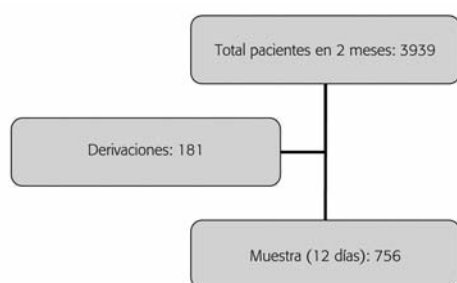 Total pacientes en 2 meses: 3939
Derivaciones: 181
Muestra (12 días): 756